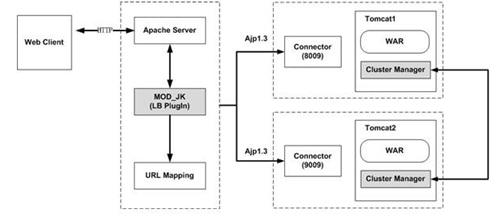 Web Client
HTTP
Apache Server
MOD_JK
(LB PlugIn)
URL Mapping
Ajp1.3
Connector
(8009)
Tomcat1
WAR
Cluster Manager
Ajp1.3
Connector
(9009)
Tomcat2
WAR
Cluster Manager